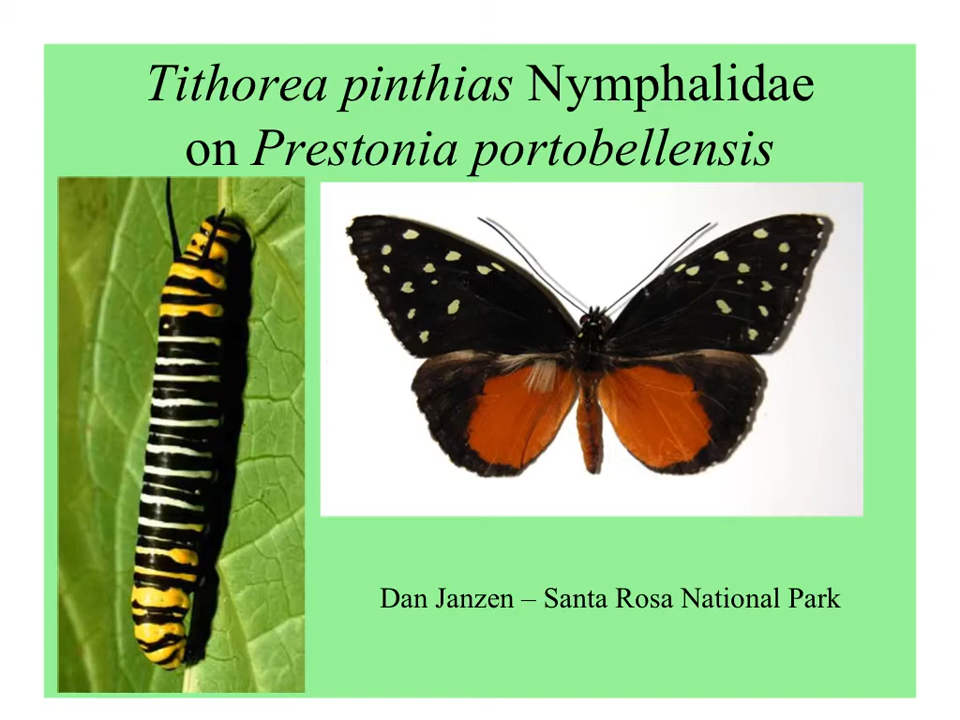 Tithorea pinthias Nymphalidae
on Prestonia portobellensis
Dan Janzen – Santa Rosa National Park